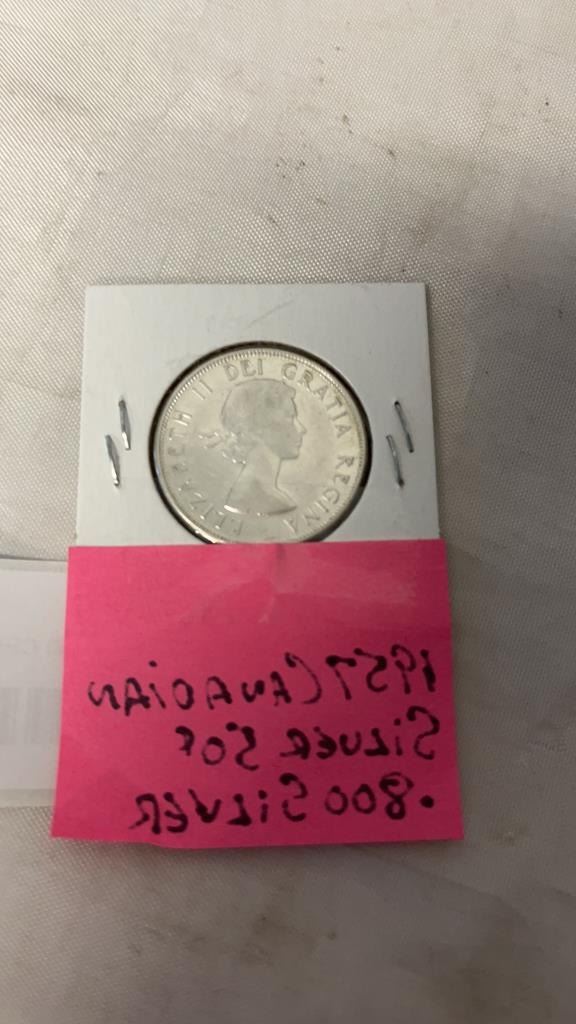 ELIZABETH II DEI GRATIA REGINA
1957 CANADIAN
SILVER 50¢
.800 SILVER